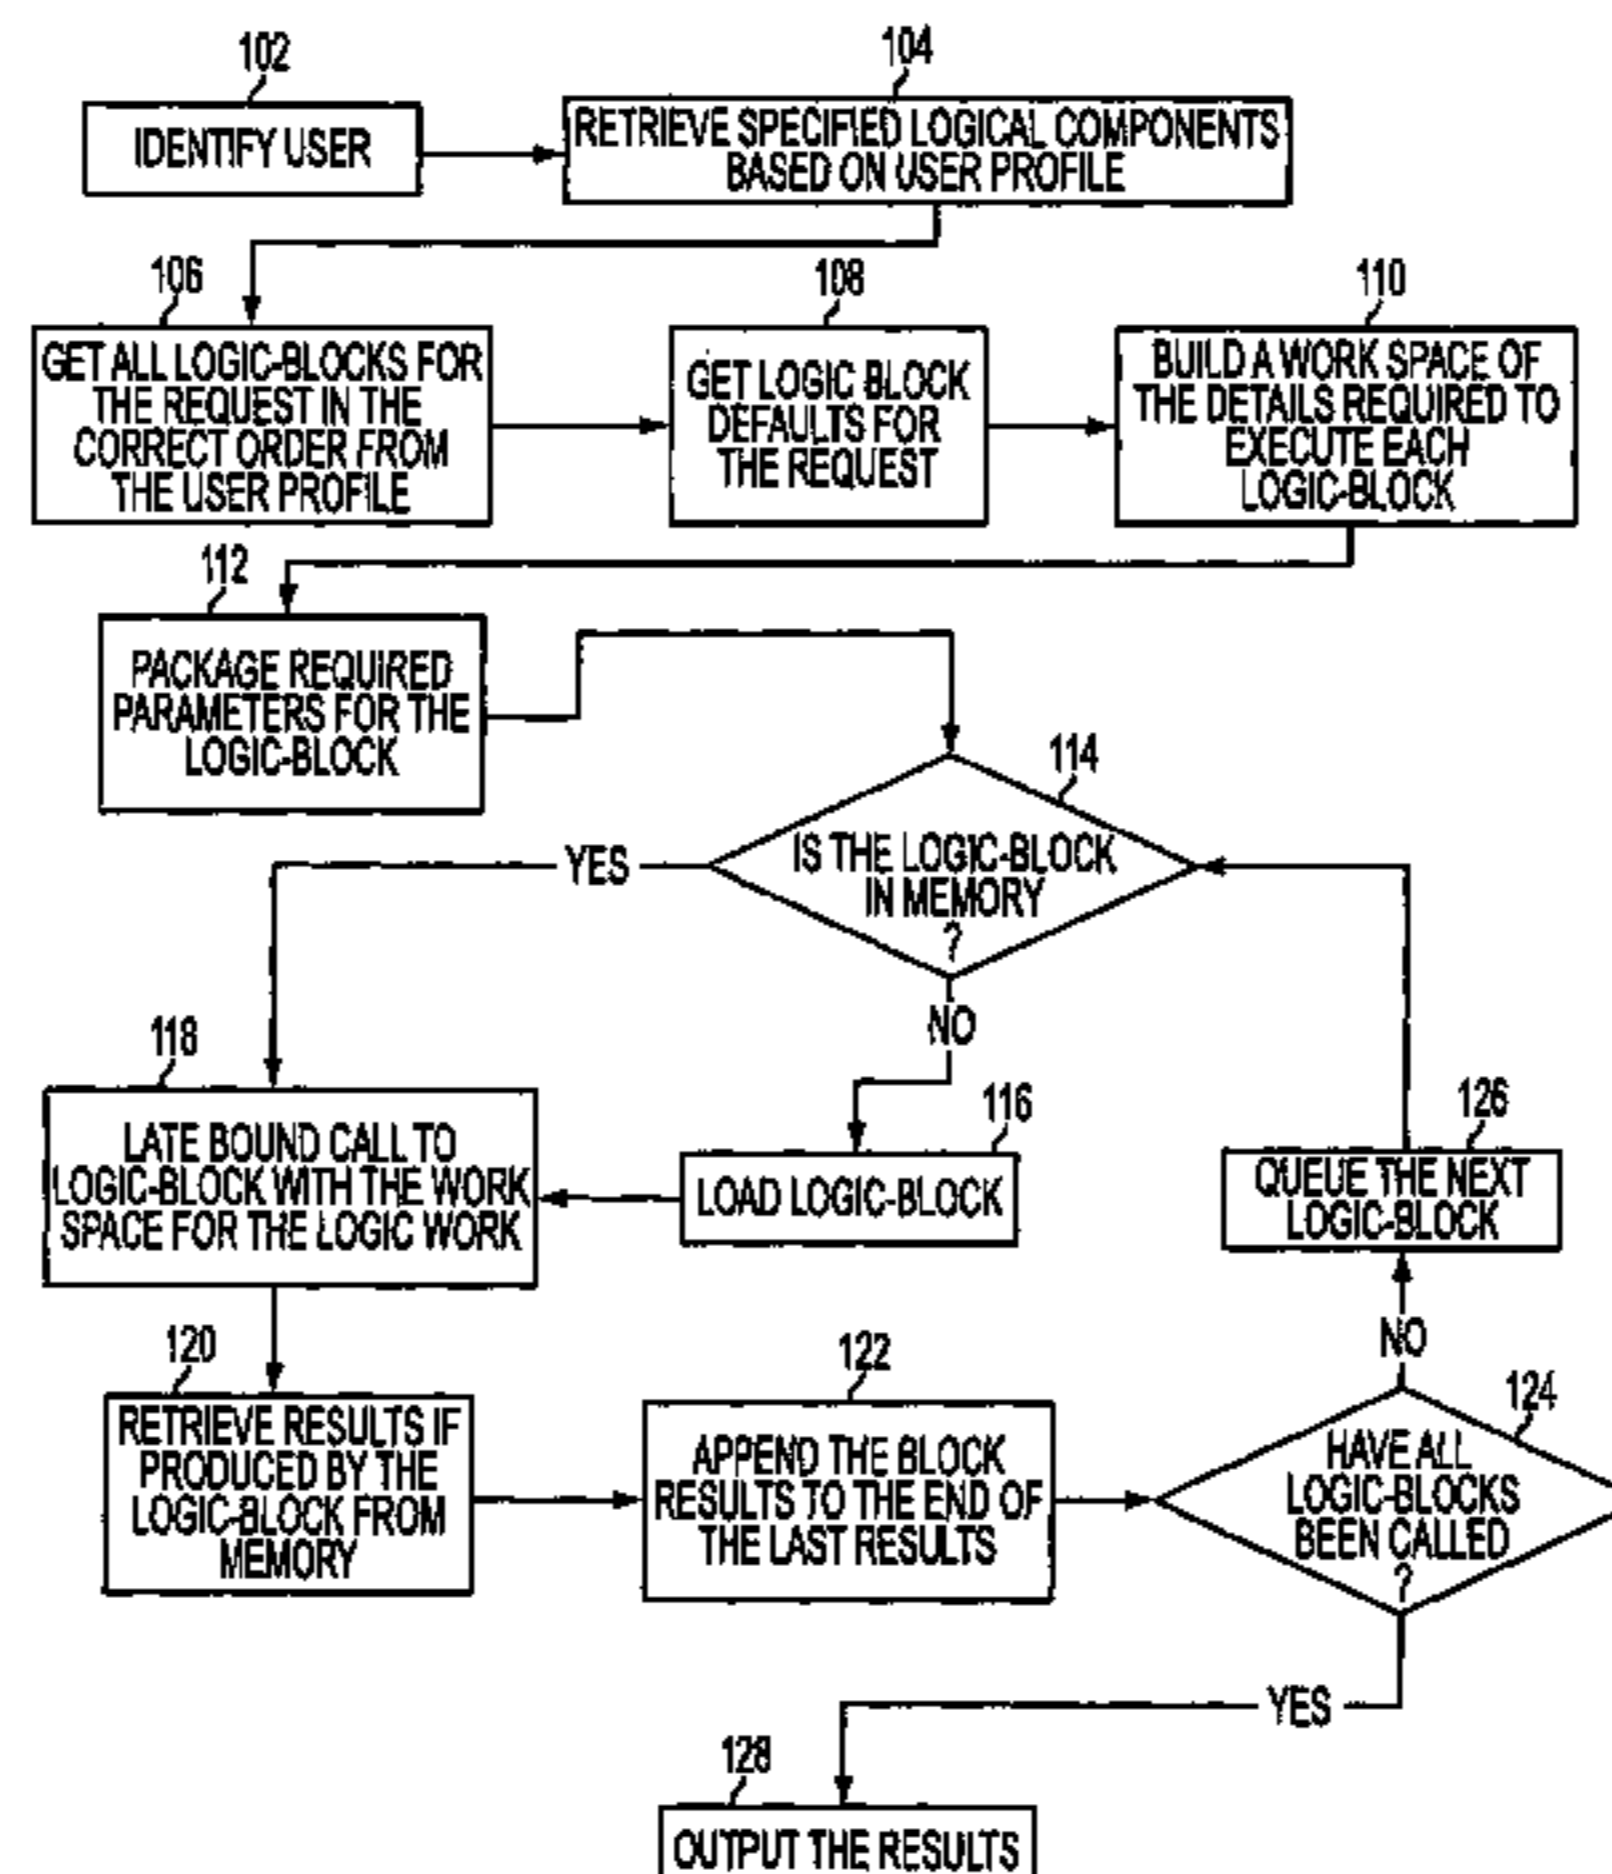 102
IDENTIFY USER
104
RETRIEVE SPECIFIED LOGICAL COMPONENTS
BASED ON USER PROFILE
106
GET ALL LOGIC-BLOCKS FOR
THE REQUEST IN THE
CORRECT ORDER FROM
THE USER PROFILE
108
GET LOGIC BLOCK
DEFAULTS FOR
THE REQUEST
110
BUILD A WORK SPACE OF
THE DETAILS REQUIRED TO
EXECUTE EACH
LOGIC-BLOCK
112
PACKAGE REQUIRED
PARAMETERS FOR THE
LOGIC-BLOCK
114
IS THE LOGIC-BLOCK
IN MEMORY
?
YES
NO
116
LOAD LOGIC-BLOCK
118
LATE BOUND CALL TO
LOGIC-BLOCK WITH THE WORK
SPACE FOR THE LOGIC WORK
120
RETRIEVE RESULTS IF
PRODUCED BY THE
LOGIC-BLOCK FROM
MEMORY
122
APPEND THE BLOCK
RESULTS TO THE END OF
THE LAST RESULTS
124
HAVE ALL
LOGIC-BLOCKS
BEEN CALLED
?
NO
126
QUEUE THE NEXT
LOGIC-BLOCK
YES
128
OUTPUT THE RESULTS